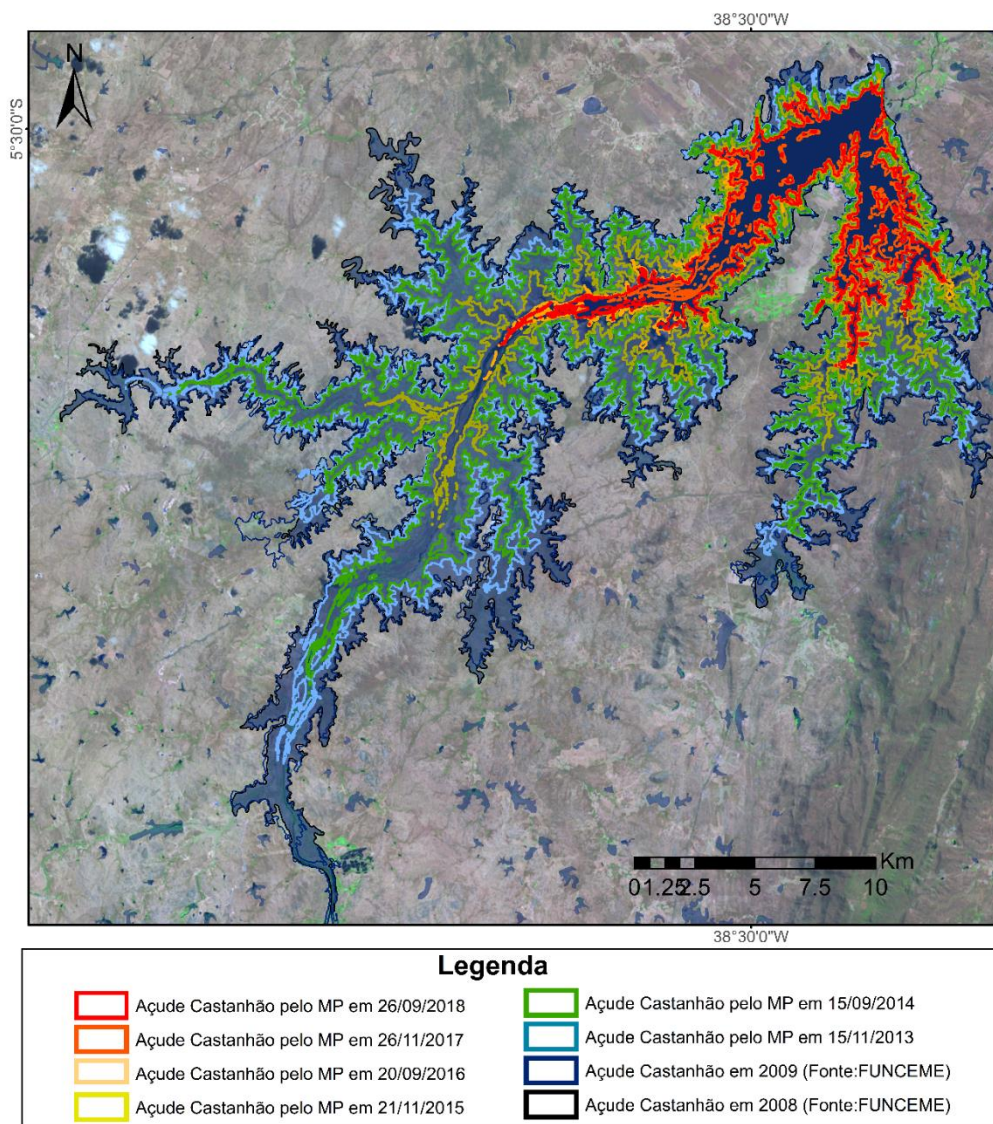 38°30'0"W
N
5°30'0"S
Km
01.252.5 5 7.5 10
38°30'0"W
Legenda
Açude Castanhão pelo MP em 26/09/2018
Açude Castanhão pelo MP em 26/11/2017
Açude Castanhão pelo MP em 20/09/2016
Açude Castanhão pelo MP em 21/11/2015
Açude Castanhão pelo MP em 15/09/2014
Açude Castanhão pelo MP em 15/11/2013
Açude Castanhão em 2009 (Fonte:FUNCEME)
Açude Castanhão em 2008 (Fonte:FUNCEME)